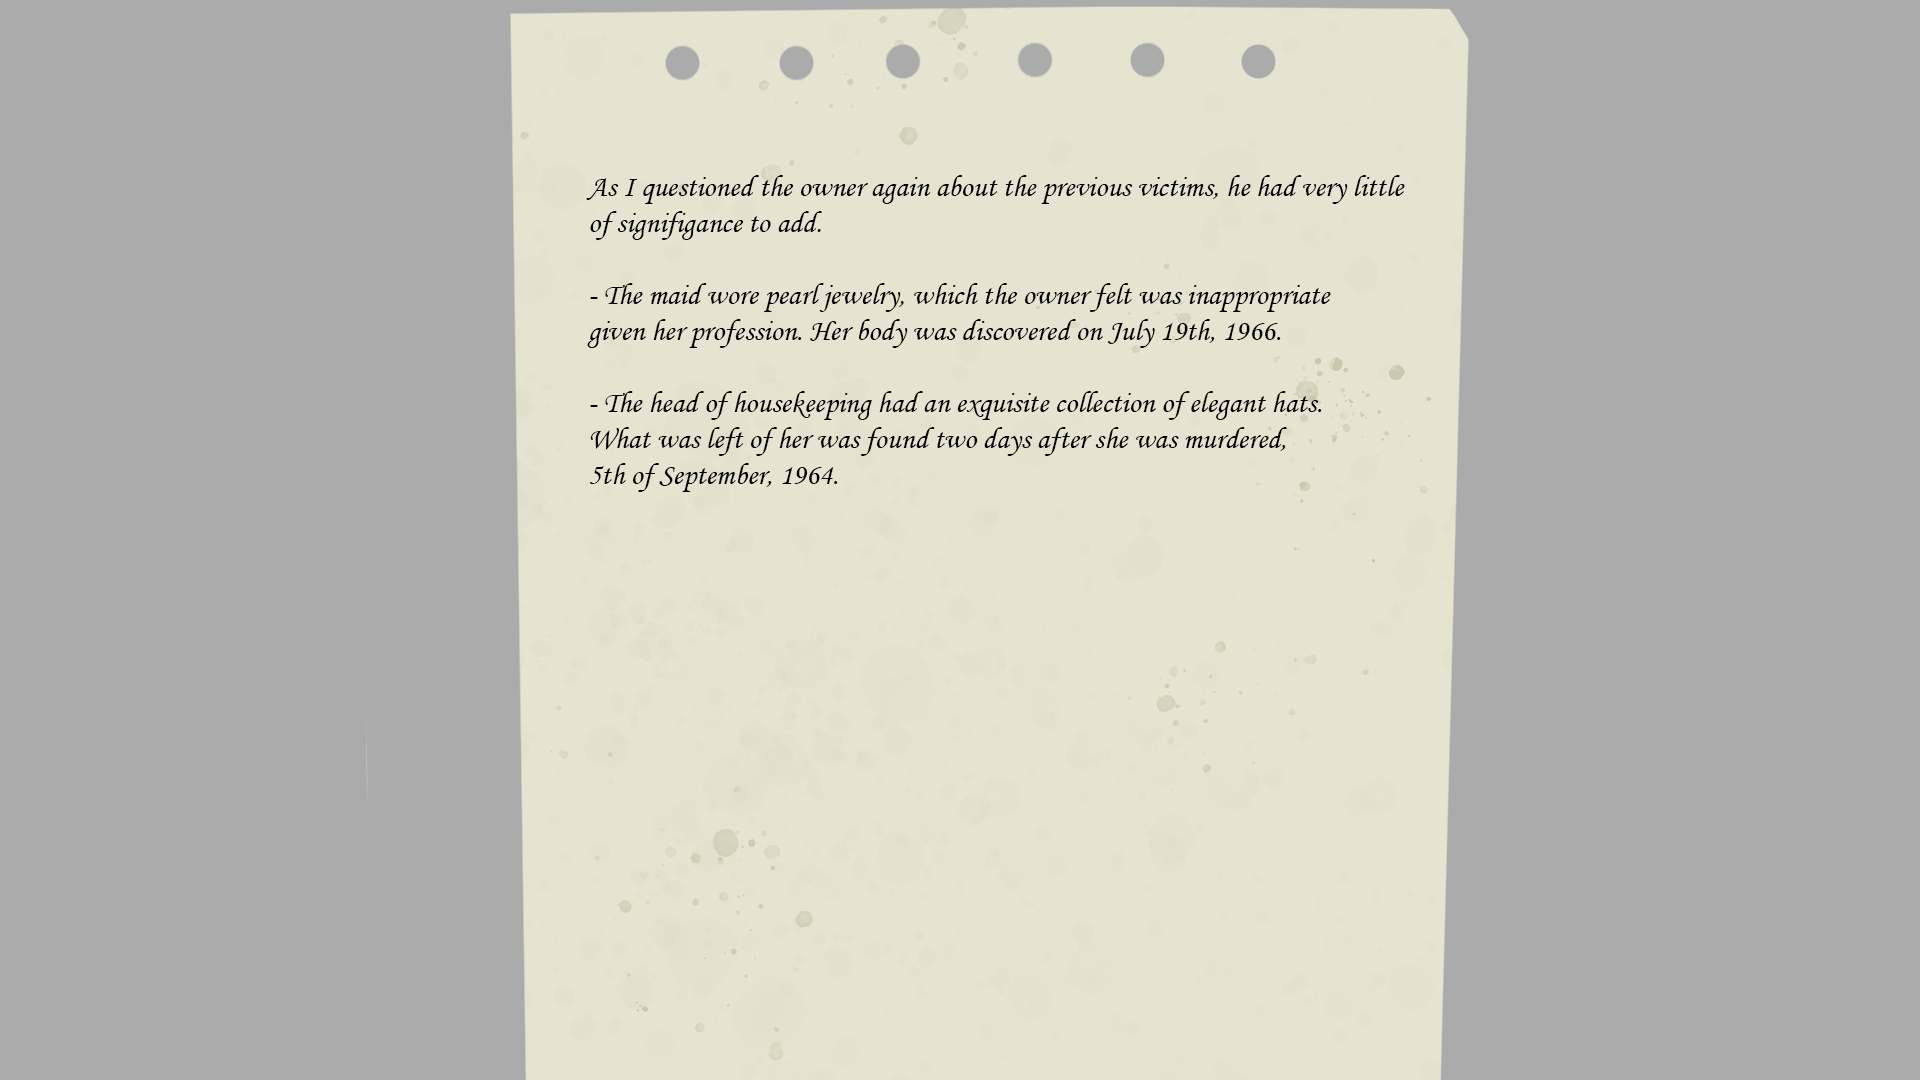 As I questioned the owner again about the previous victims, he had very little
of signifigance to add.
- The maid wore pearl jewelry, which the owner felt was inappropriate
given her profession. Her body was discovered on July 19th, 1966.
- The head of housekeeping had an exquisite collection of elegant hats.
What was left of her was found two days after she was murdered,
5th of September, 1964.